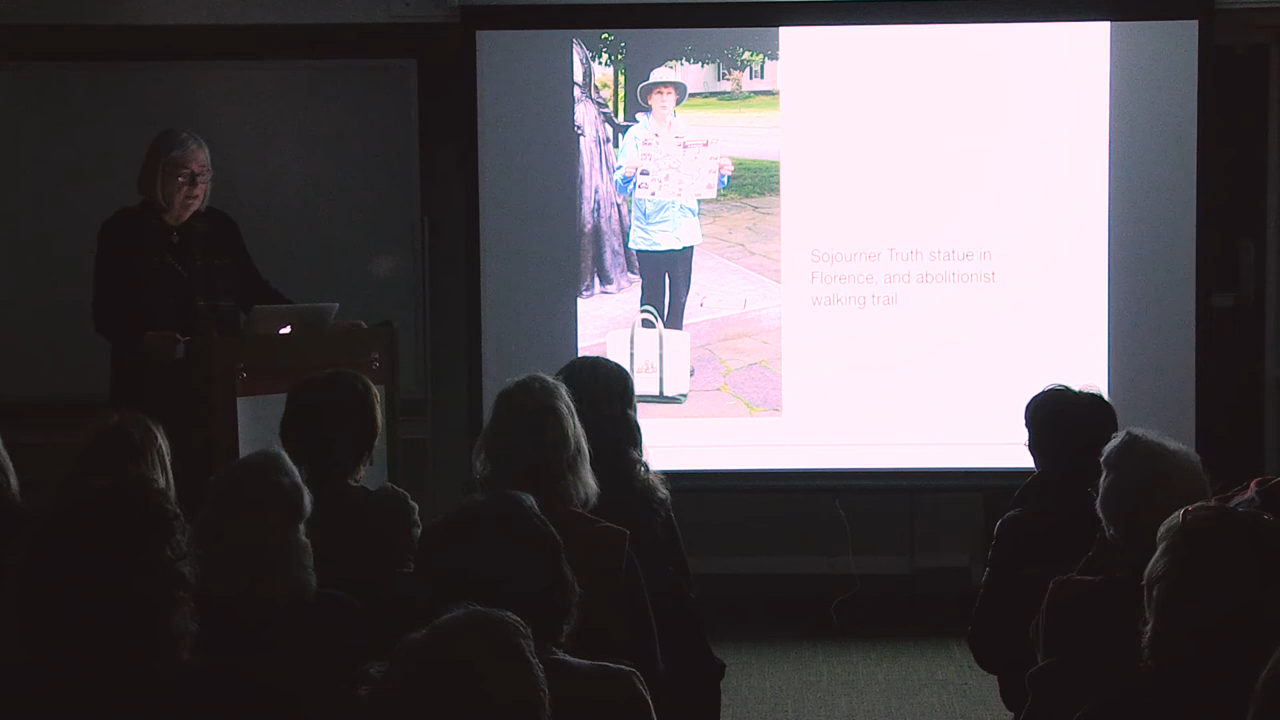 Sojourner Truth statue in
Florence, and abolitionist
walking trail